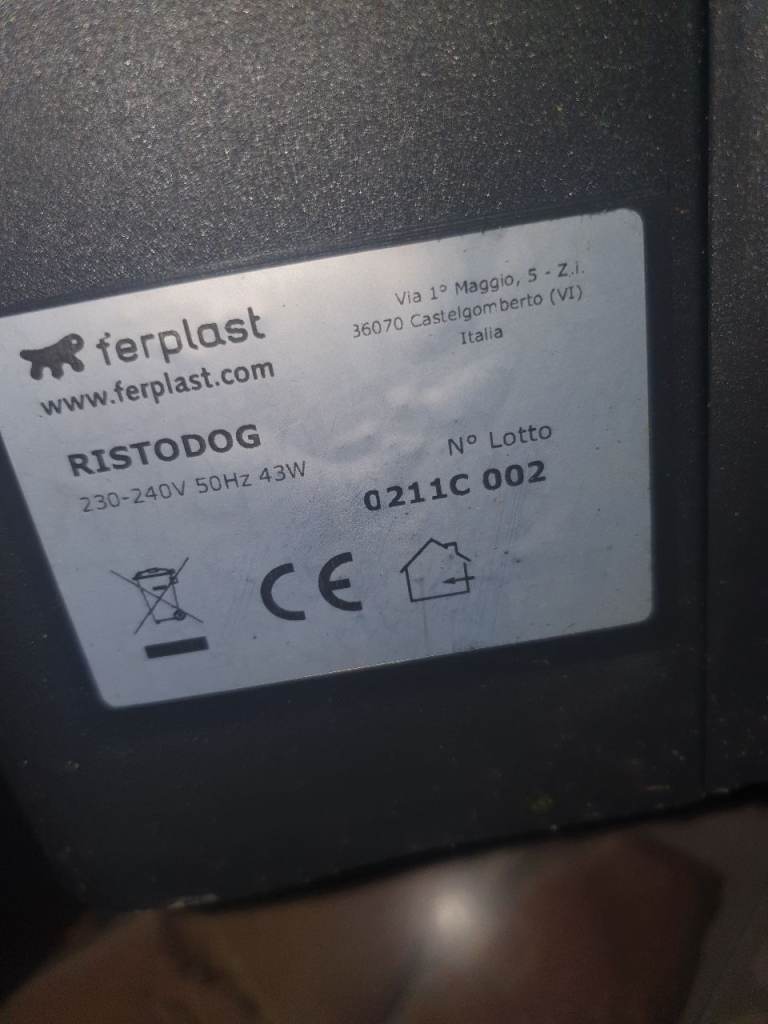 ferplast
www.ferplast.com
Via 1° Maggio, 5 - Z.i.
36070 Castelgomberto (VI)
Italia
RISTODOG
230-240V 50Hz 43W
N° Lotto
0211C 002
CE